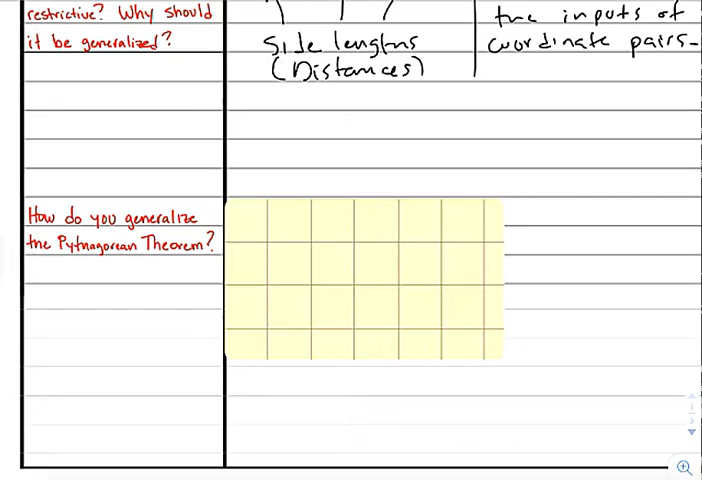 restrictive? Why should
it be generalized?
Side lengths
(Distances)
the inputs of
coordinate pairs-
How do you generalize
the Pythagorean Theorem?